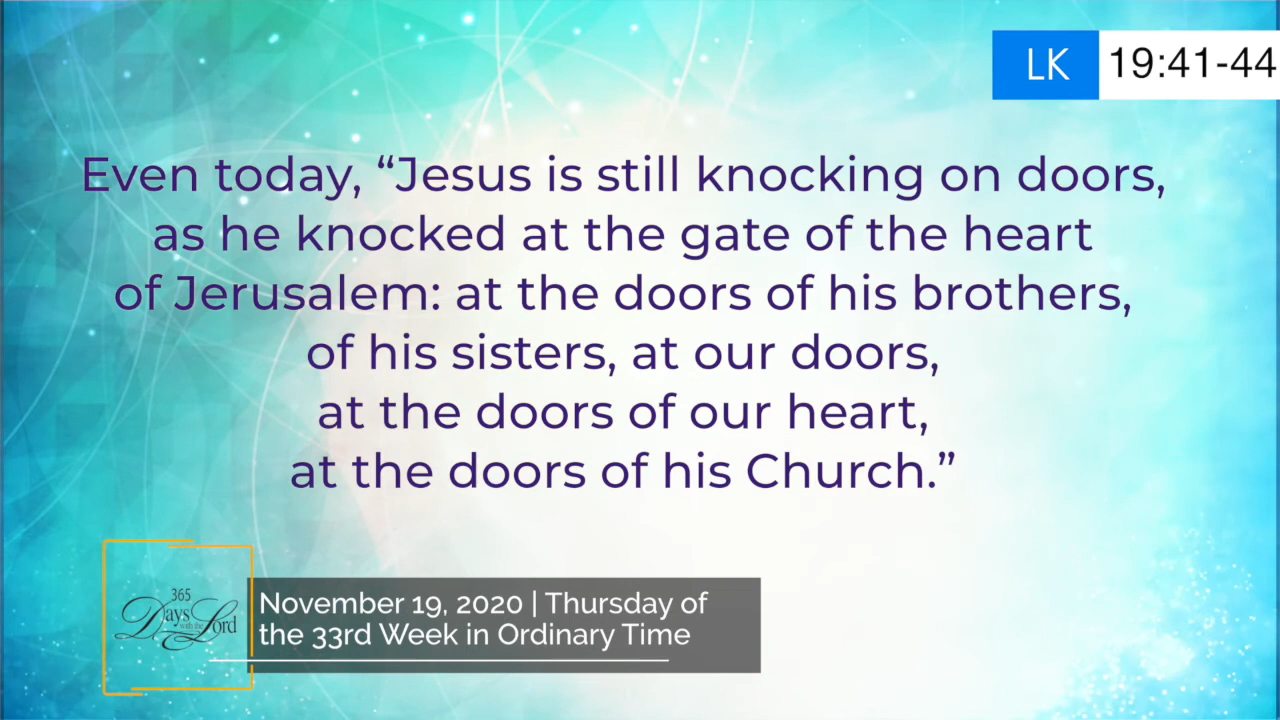 LK 19:41-44
Even today, “Jesus is still knocking on doors,
as he knocked at the gate of the heart
of Jerusalem: at the doors of his brothers,
of his sisters, at our doors,
at the doors of our heart,
at the doors of his Church.”
365
Days with the Lord
November 19, 2020 | Thursday of
the 33rd Week in Ordinary Time